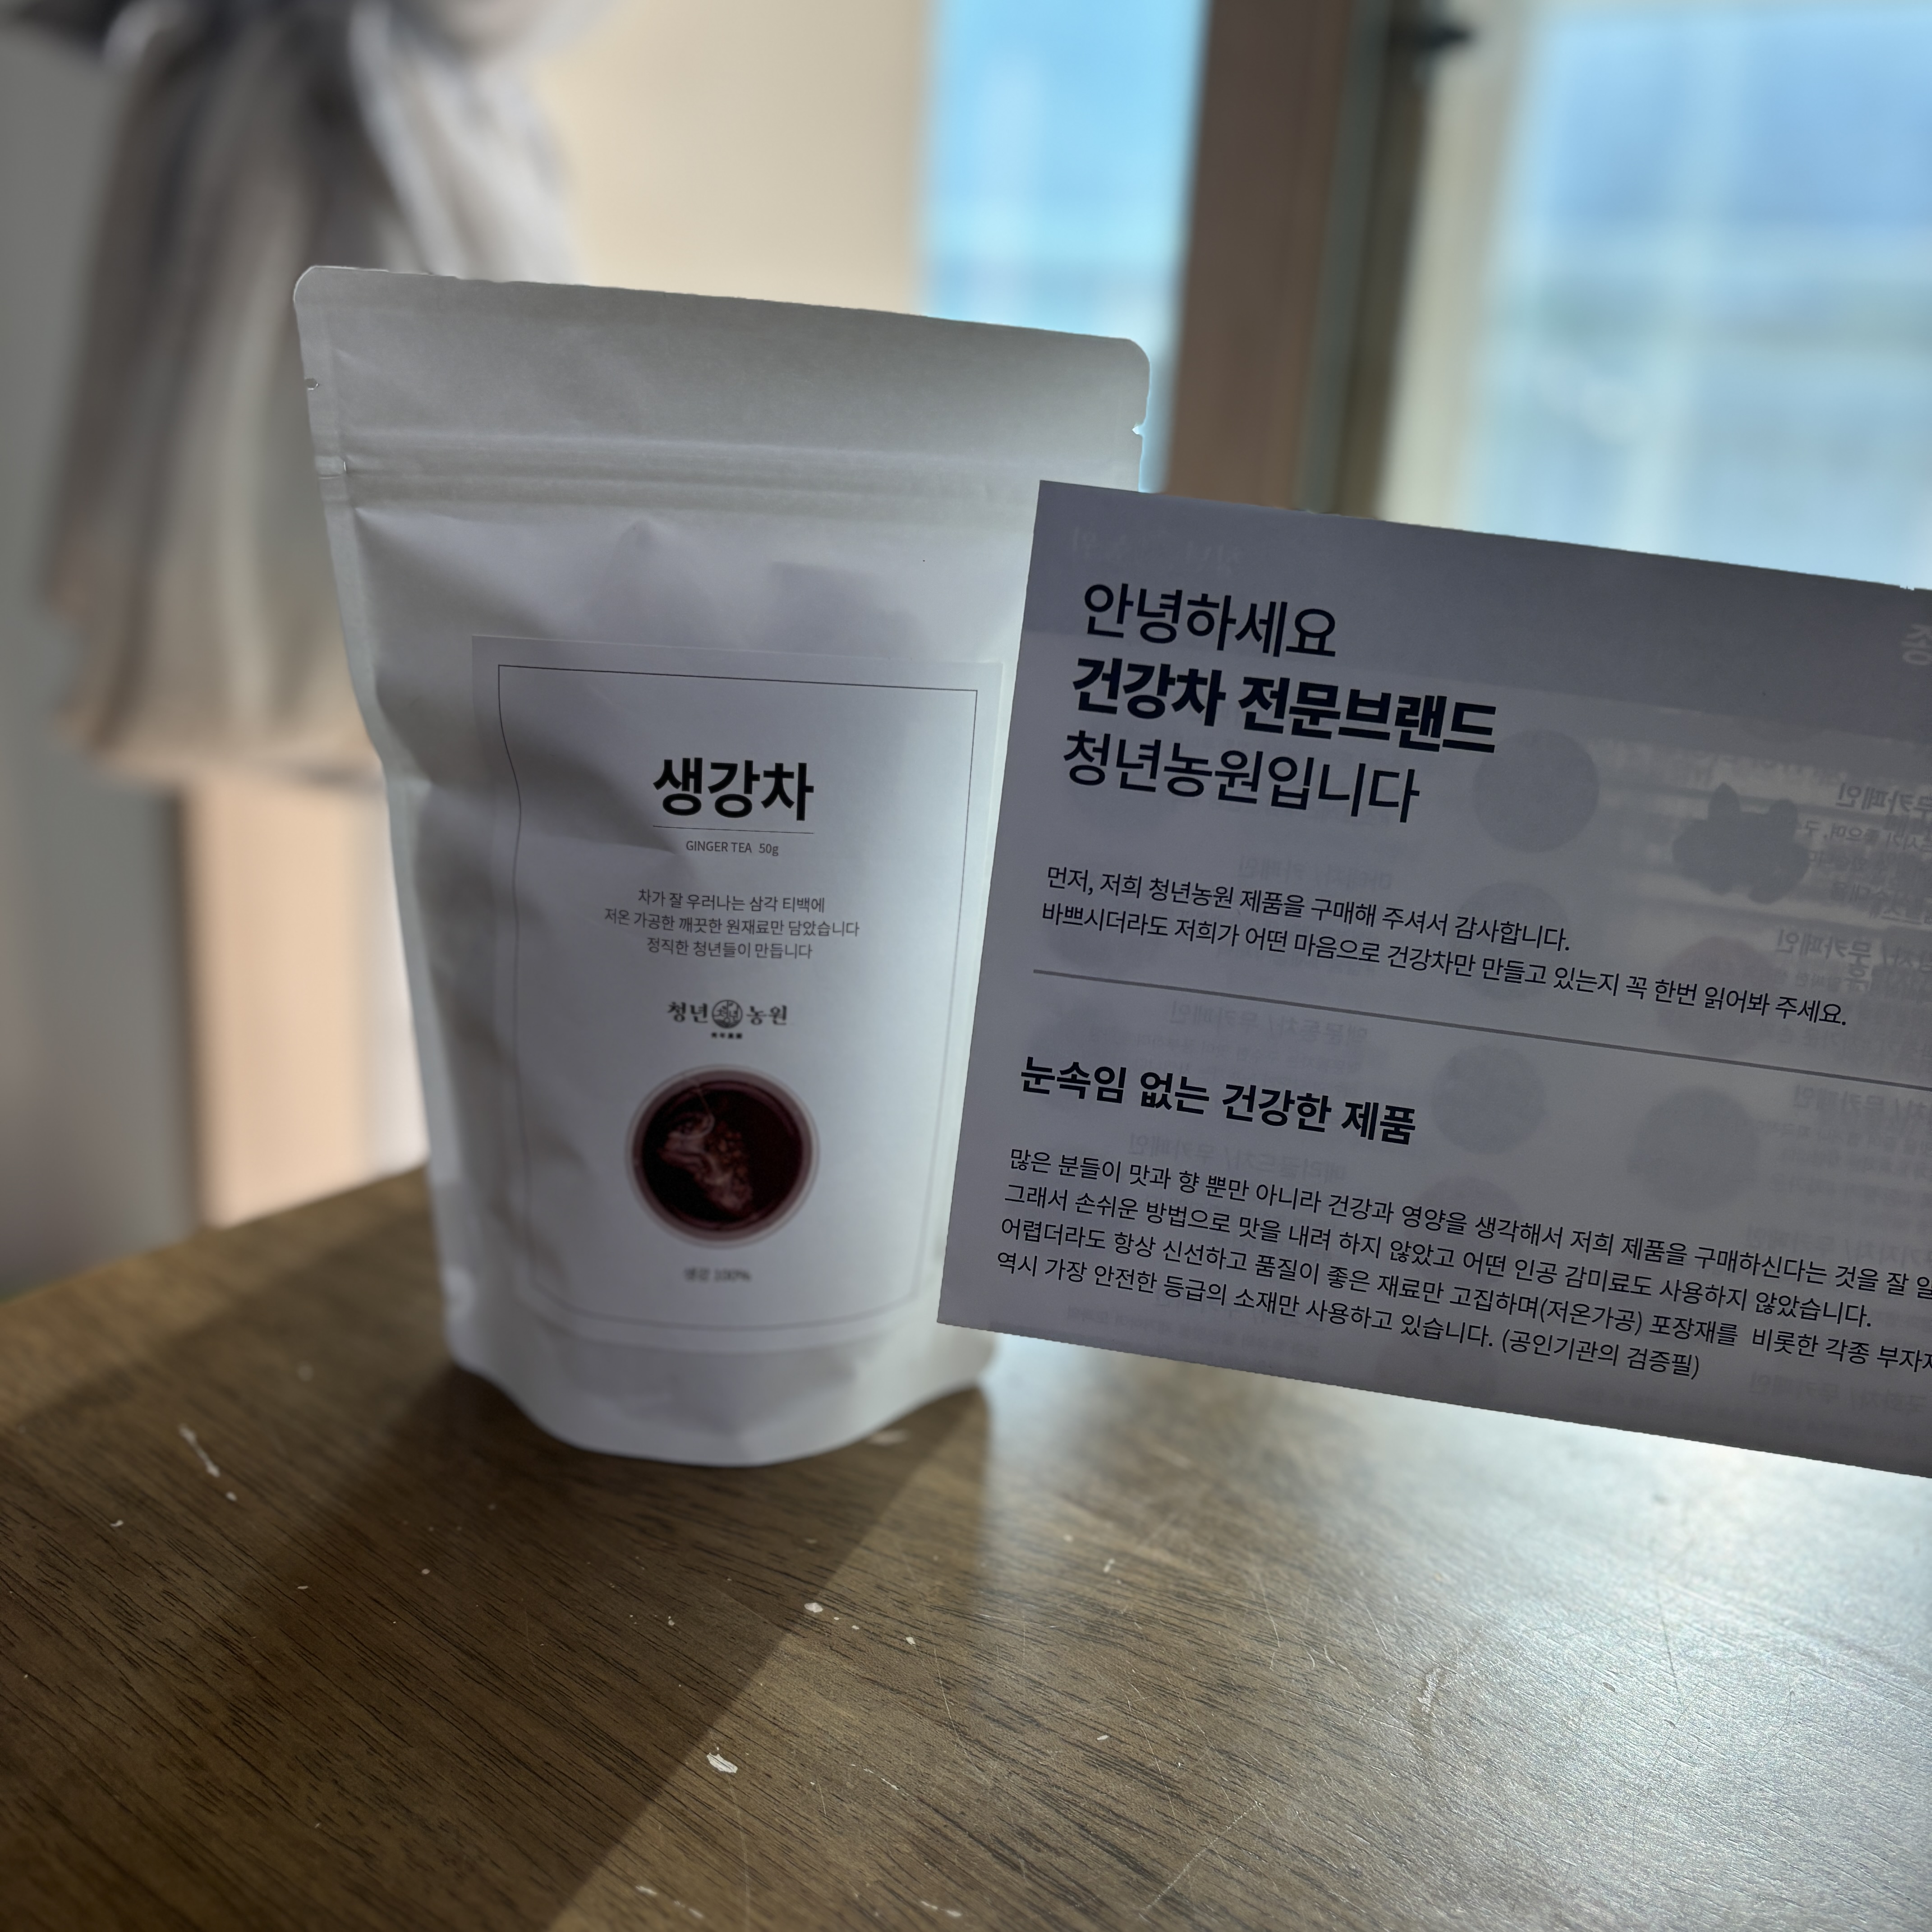 생강차
GINGER TEA 50g
차가 잘 우러나는 삼각 티백에
저온 가공한 깨끗한 원재료만 담았습니다
정직한 청년들이 만듭니다
청년 농원
생강 100%
안녕하세요
건강차 전문브랜드
청년농원입니다
먼저, 저희 청년농원 제품을 구매해 주셔서 감사합니다.
바쁘시더라도 저희가 어떤 마음으로 건강차만 만들고 있는지 꼭 한번 읽어봐 주세요.
눈속임 없는 건강한 제품
많은 분들이 맛과 향 뿐만 아니라 건강과 영양을 생각해서 저희 제품을 구매하신다는 것을 잘
그래서 손쉬운 방법으로 맛을 내려 하지 않았고 어떤 인공 감미료도 사용하지 않았습니다.
어렵더라도 항상 신선하고 품질이 좋은 재료만 고집하며(저온가공) 포장재를 비롯한 각종
역시 가장 안전한 등급의 소재만 사용하고 있습니다. (공인기관의 검증필)